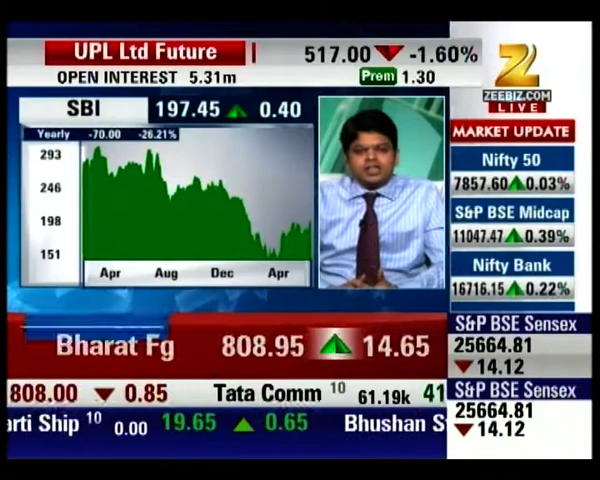 UPL Ltd Future 517.00 -1.60%
OPEN INTEREST 5.31m Prem 1.30
ZEEBIZ.COM
LIVE
SBI 197.45 0.40
Yearly -70.00 -26.21%
293
246
198
151
Apr Aug Dec Apr
MARKET UPDATE
Nifty 50
7857.60 0.03%
S&P BSE Midcap
11047.47 0.39%
Nifty Bank
16716.15 0.22%
S&P BSE Sensex
25664.81
14.12
S&P BSE Sensex
25664.81
14.12
Bharat Fg 808.95 14.65
808.00 0.85 Tata Comm 10 61.19k 41
arti Ship 10 0.00 19.65 0.65 Bhushan S